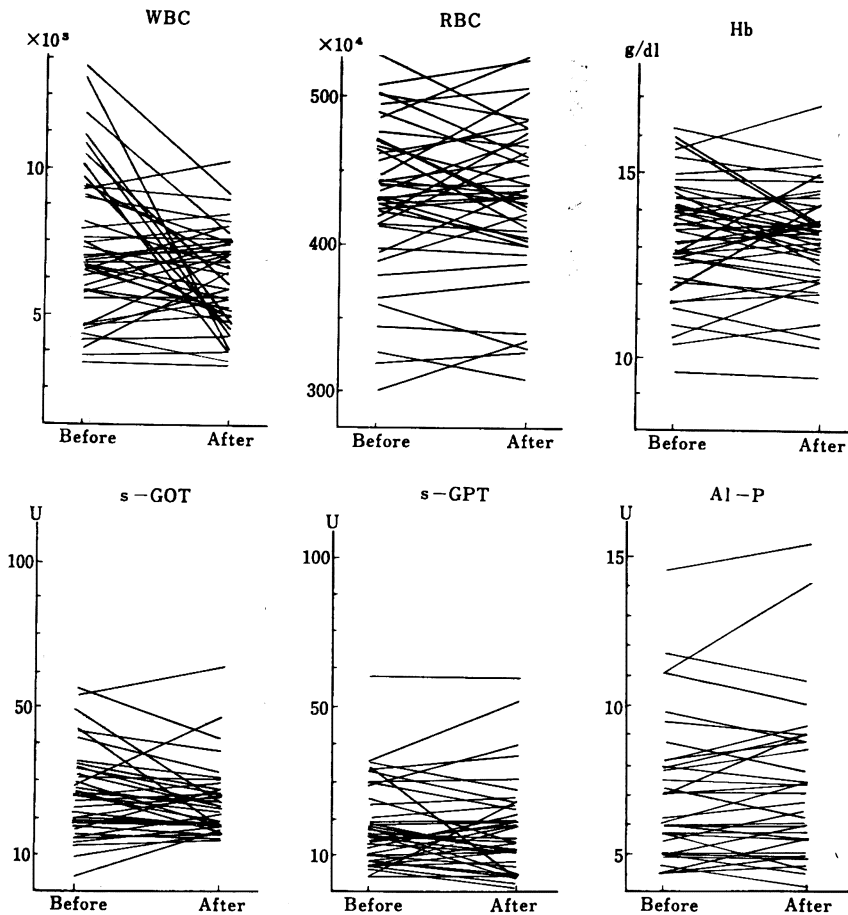 WBC
×10³
10
5
Before After
RBC
×10⁴
500
400
300
Before After
Hb
g/dl
15
10
Before After
s-GOT
U
100
50
10
Before After
s-GPT
U
100
50
10
Before After
Al-P
U
15
10
5
Before After